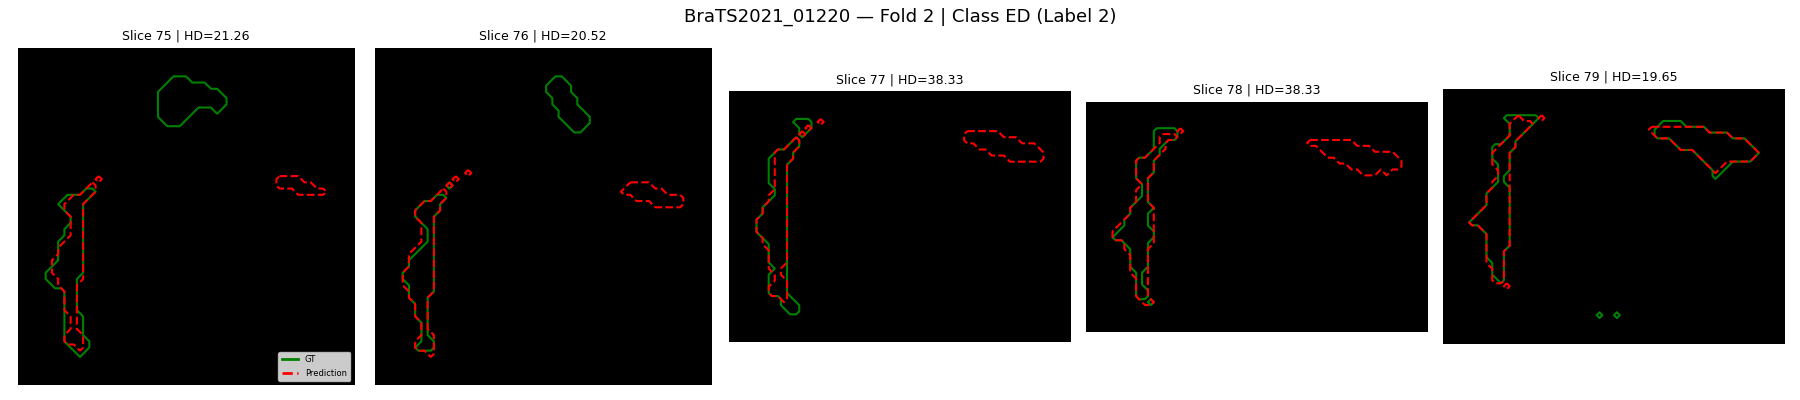 BraTS2021_01220 — Fold 2 | Class ED (Label 2)
Slice 75 | HD=21.26
Slice 76 | HD=20.52
Slice 77 | HD=38.33
Slice 78 | HD=38.33
Slice 79 | HD=19.65
GT
Prediction